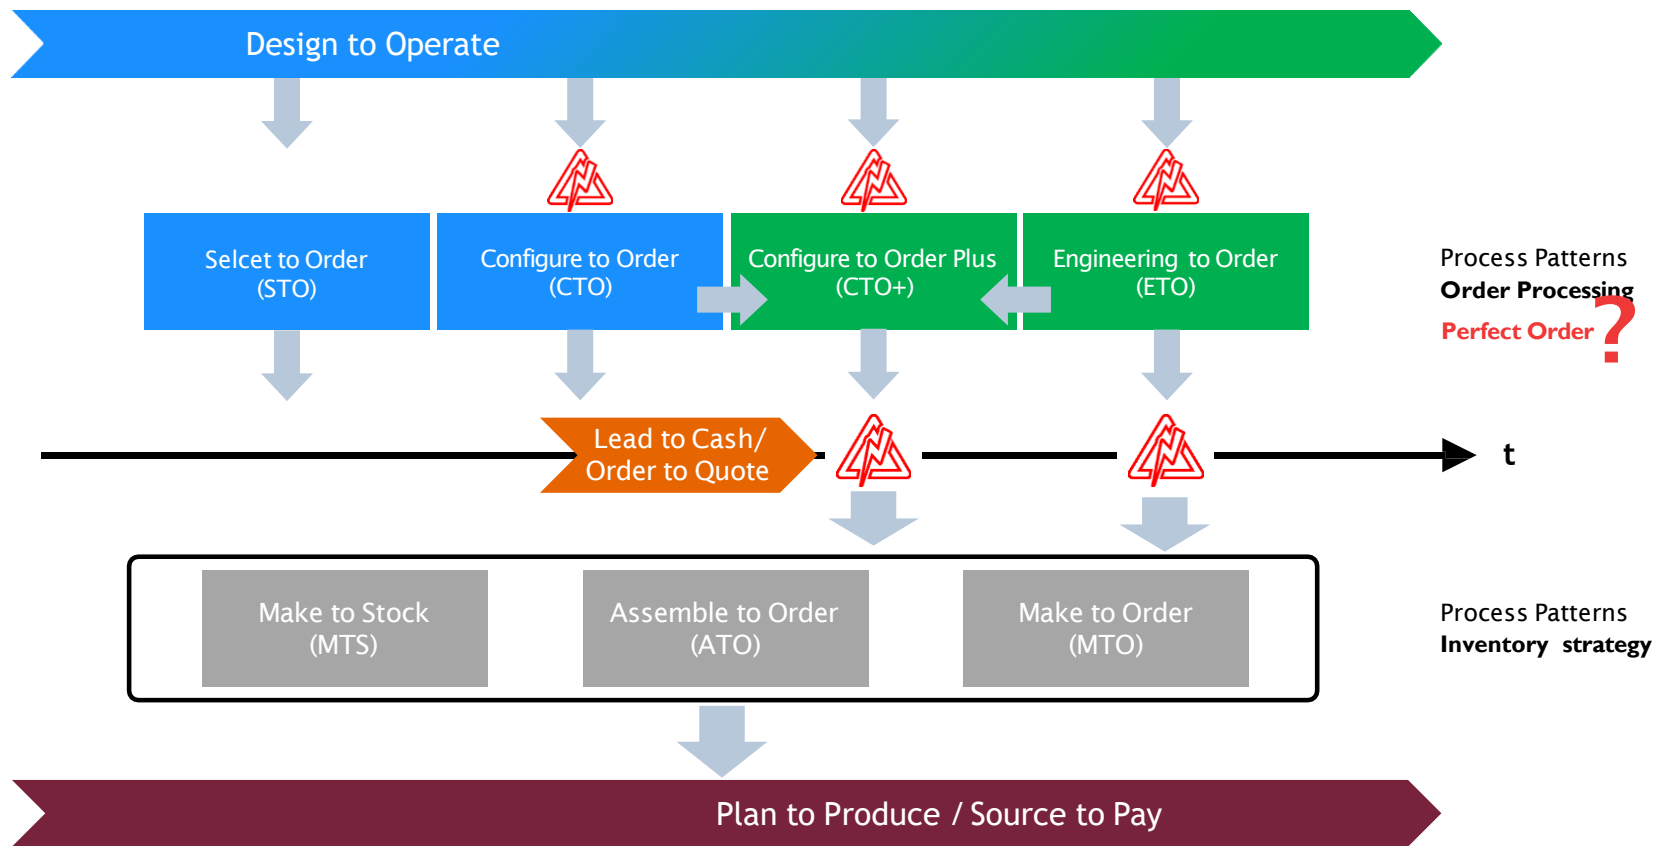 Design to Operate
Selcet to Order
(STO)
Configure to Order
(CTO)
Configure to Order Plus
(CTO+)
Engineering to Order
(ETO)
Process Patterns
Order Processing
Perfect Order
?
Lead to Cash/
Order to Quote
t
Make to Stock
(MTS)
Assemble to Order
(ATO)
Make to Order
(MTO)
Process Patterns
Inventory strategy
Plan to Produce / Source to Pay